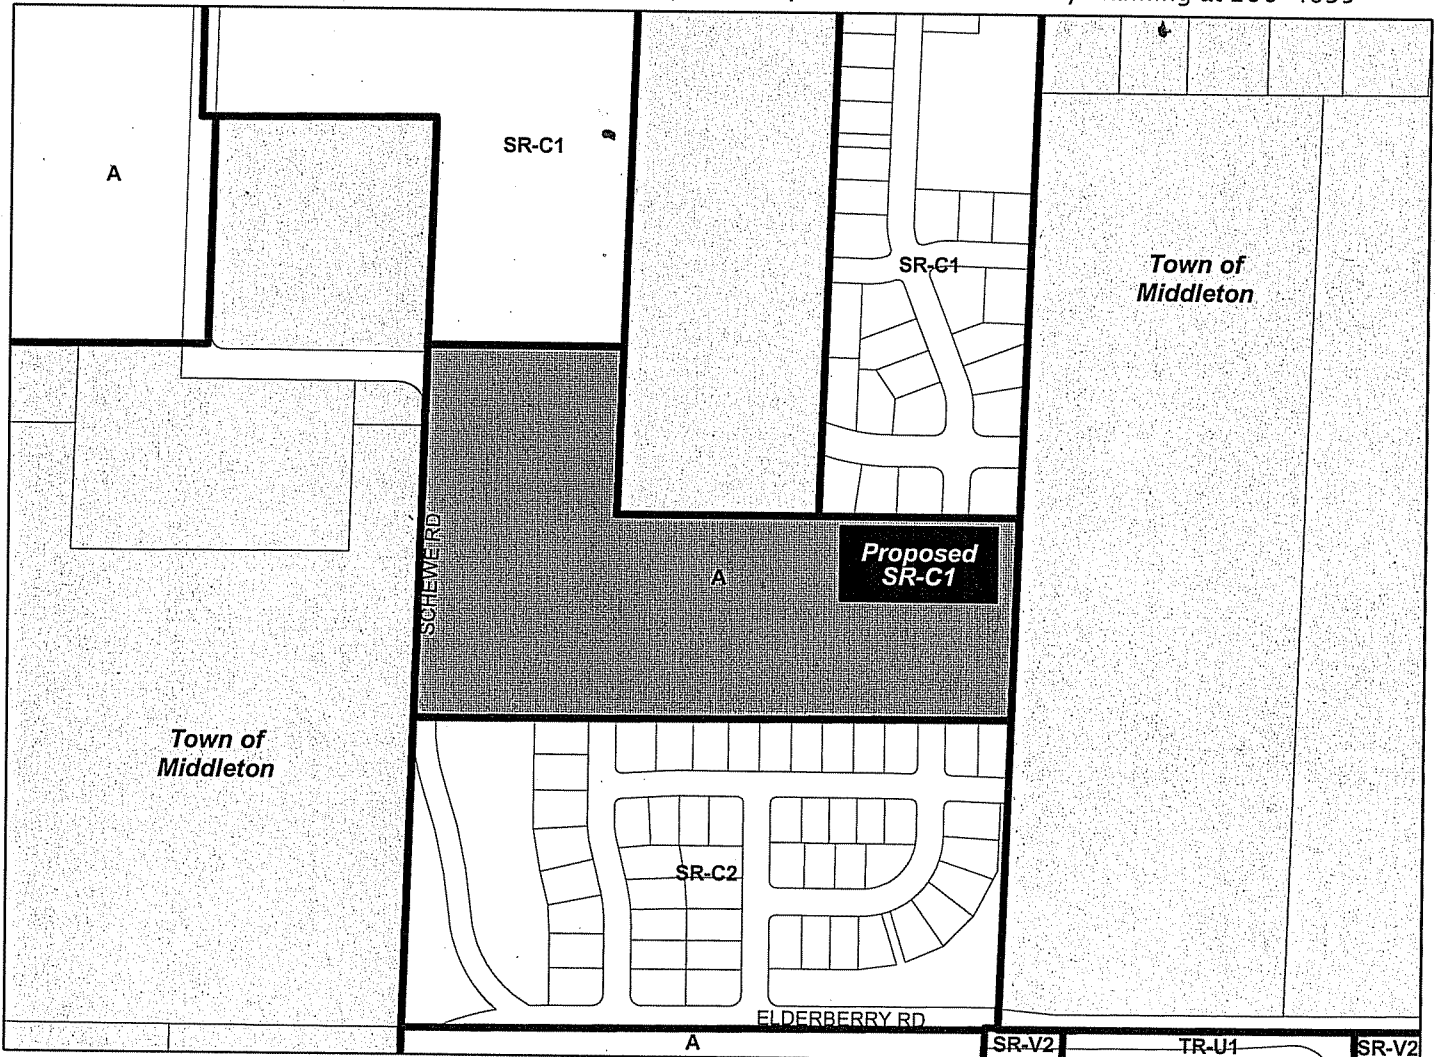 SR-C1
A
SR-C1
Town of
Middleton
Proposed
SR-C1
A
SCHEWE RD
Town of
Middleton
SR-C2
ELDERBERRY RD
A
SR-V2
TR-U1
SR-V2